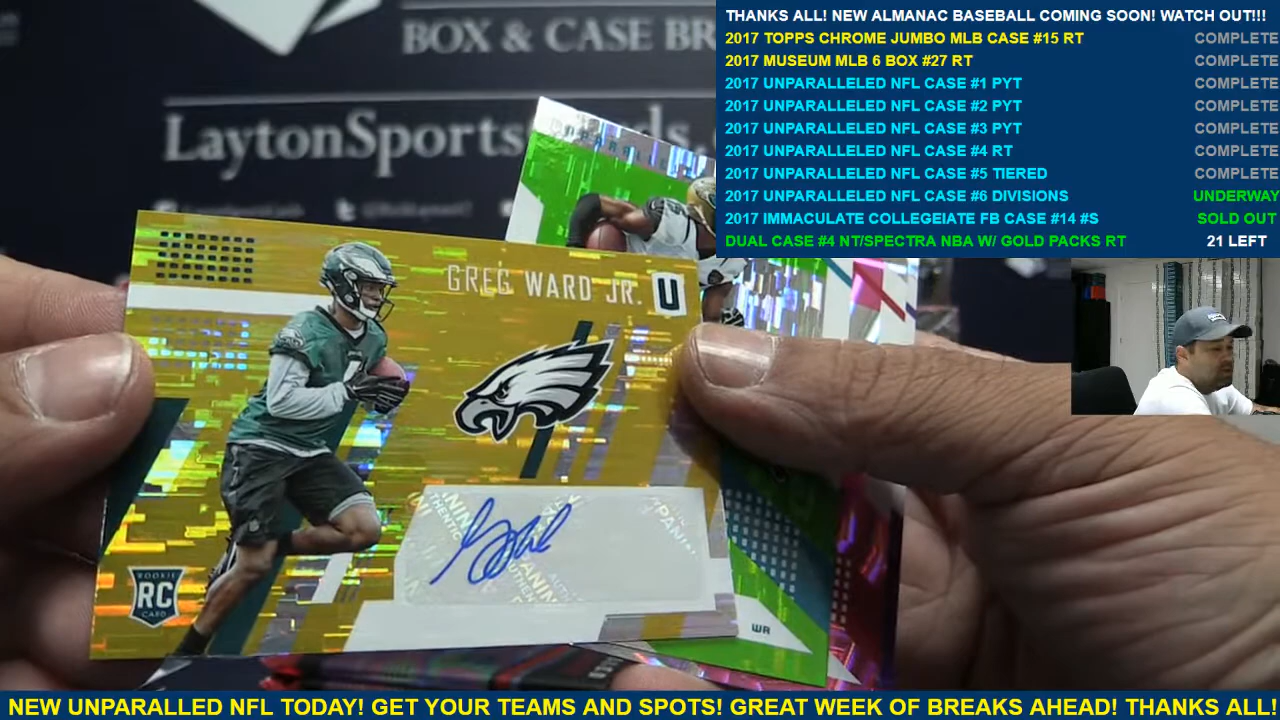 BOX & CASE BR
LaytonSports ds.
THANKS ALL! NEW ALMANAC BASEBALL COMING SOON! WATCH OUT!!!
2017 TOPPS CHROME JUMBO MLB CASE #15 RT COMPLETE
2017 MUSEUM MLB 6 BOX #27 RT COMPLETE
2017 UNPARALLELED NFL CASE #1 PYT COMPLETE
2017 UNPARALLELED NFL CASE #2 PYT COMPLETE
2017 UNPARALLELED NFL CASE #3 PYT COMPLETE
2017 UNPARALLELED NFL CASE #4 RT COMPLETE
2017 UNPARALLELED NFL CASE #5 TIERED COMPLETE
2017 UNPARALLELED NFL CASE #6 DIVISIONS UNDERWAY
2017 IMMACULATE COLLEGEIATE FB CASE #14 #S SOLD OUT
DUAL CASE #4 NT/SPECTRA NBA W/ GOLD PACKS RT 21 LEFT
GREG WARD JR. U
ROOKIE
RC
CARD
WR
NEW UNPARALLED NFL TODAY! GET YOUR TEAMS AND SPOTS! GREAT WEEK OF BREAKS AHEAD! THANKS ALL!